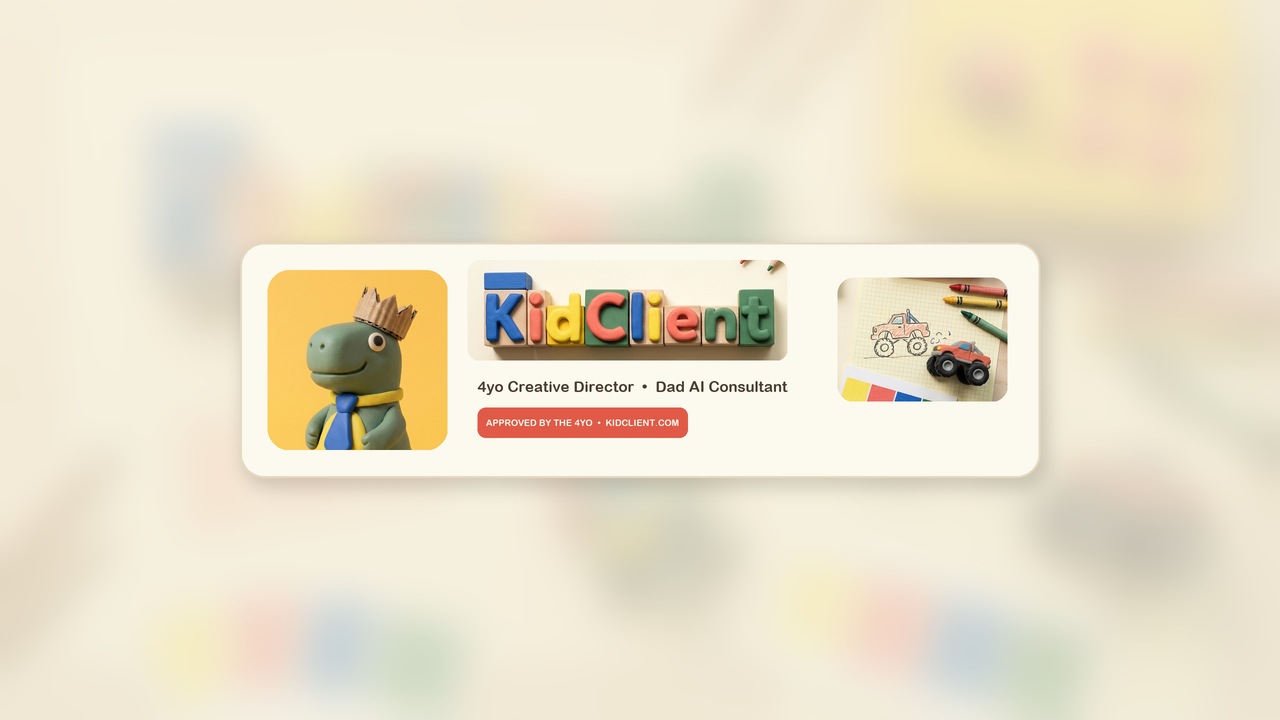 KidClient
4yo Creative Director • Dad AI Consultant
APPROVED BY THE 4YO • KIDCLIENT.COM